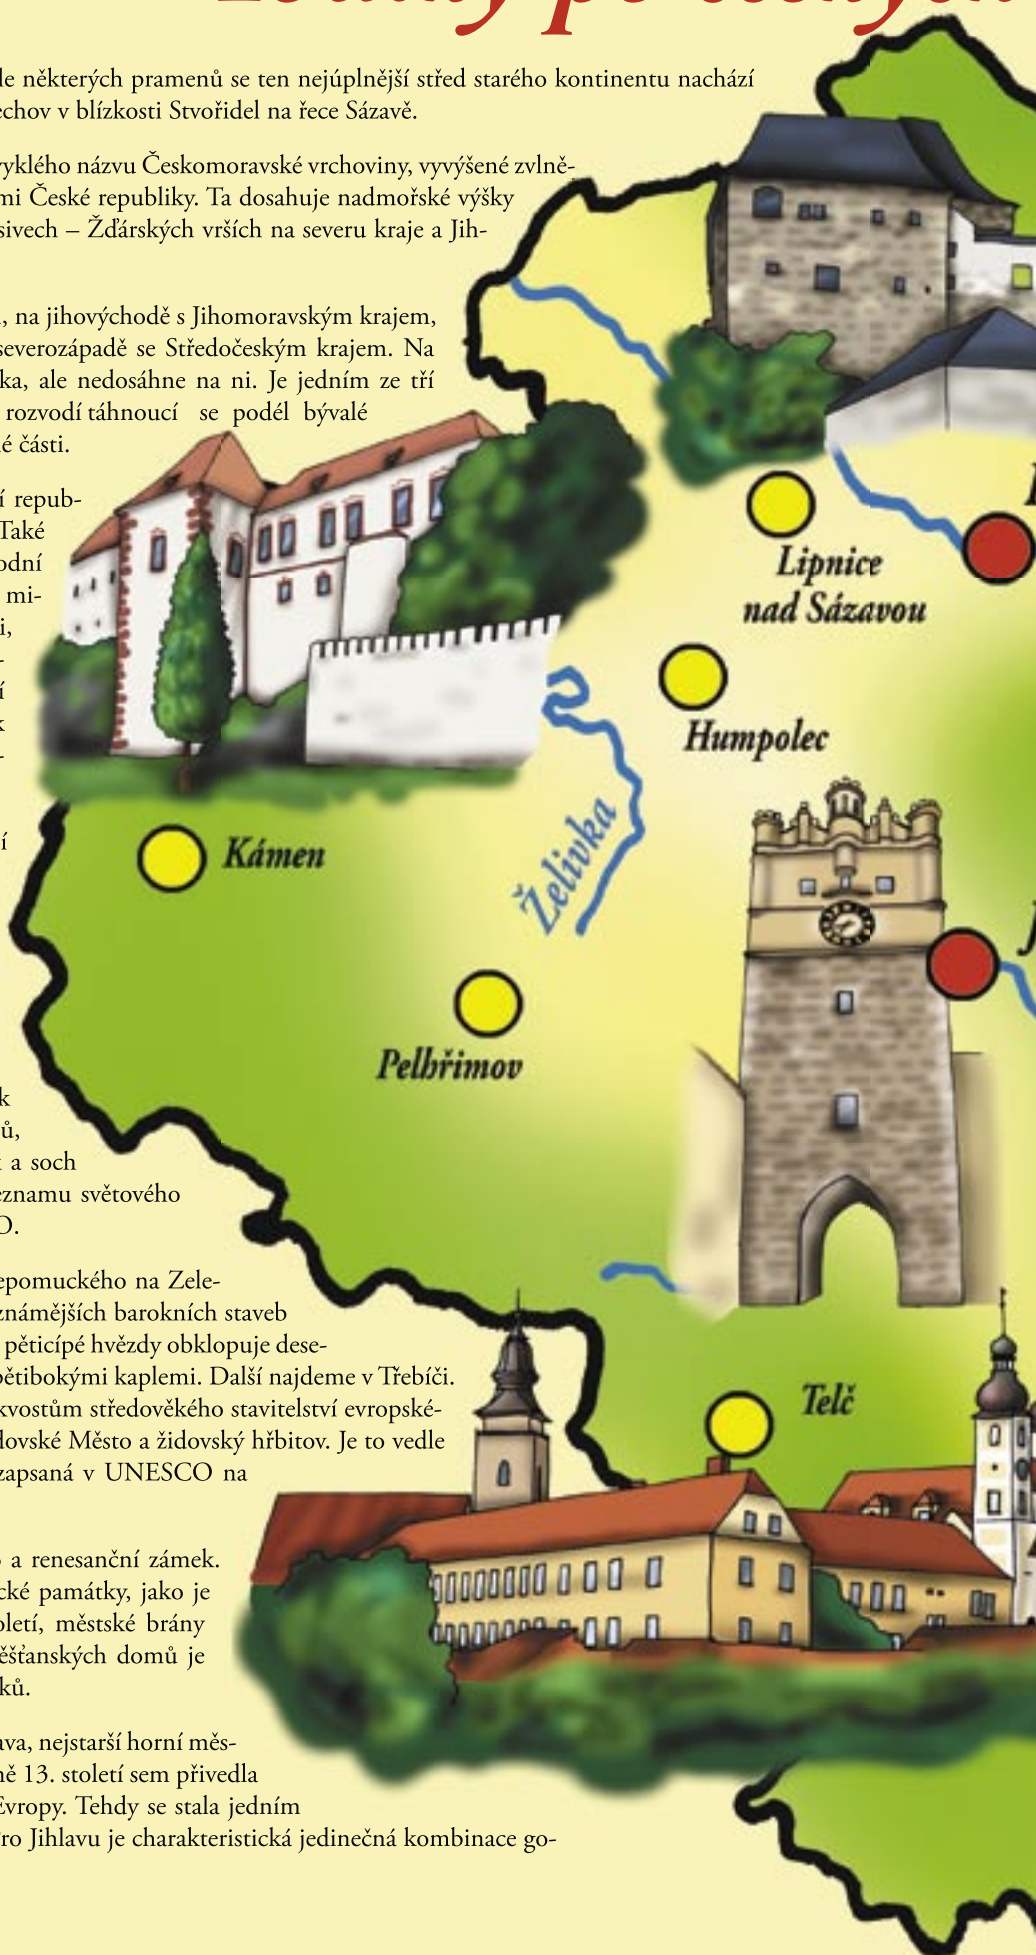 po českých
le některých pramenů se ten nejúplnější střed starého kontinentu nachází
echov v blízkosti Stvořidel na řece Sázavě.
vyklého názvu Českomoravské vrchoviny, vyvýšené zvlně-
mi České republiky. Ta dosahuje nadmořské výšky
sivech – Žďárských vrších na severu kraje a Jih-
, na jihovýchodě s Jihomoravským krajem,
severozápadě se Středočeským krajem. Na
ka, ale nedosáhne na ni. Je jedním ze tří
rozvodí táhnoucí se podél bývalé
é části.
í repub-
Také
odní
mi-
i,
-
í
k
-
í
k
ů,
k a soch
eznamu světového
O.
epomuckého na Zele-
známějších barokních staveb
pěticípé hvězdy obklopuje dese-
pětibokými kaplemi. Další najdeme v Třebíči.
kvostům středověkého stavitelství evropské-
dovské Město a židovský hřbitov. Je to vedle
zapsaná v UNESCO na
o a renesanční zámek.
cké památky, jako je
oletí, městské brány
ěšťanských domů je
ků.
ava, nejstarší horní měs-
ně 13. století sem přivedla
Evropy. Tehdy se stala jedním
ro Jihlavu je charakteristická jedinečná kombinace go-
Lipnice
nad Sázavou
Humpolec
Želivka
Kámen
Pelhřimov
Telč